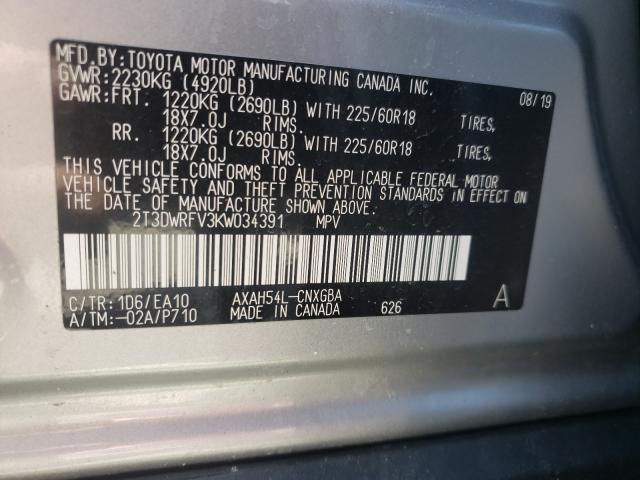 MFD.BY:TOYOTA MOTOR MANUFACTURING CANADA INC.
GVWR:2230KG (4920LB) 08/19
GAWR:FRT. 1220KG (2690LB) WITH 225/60R18 TIRES,
18X7.0J RIMS.
RR. 1220KG (2690LB) WITH 225/60R18 TIRES,
18X7.0J RIMS.
THIS VEHICLE CONFORMS TO ALL APPLICABLE FEDERAL MOTOR
VEHICLE SAFETY AND THEFT PREVENTION STANDARDS IN EFFECT ON
THE DATE OF MANUFACTURE SHOWN ABOVE.
2T3DWRFV3KW034391 MPV
C/TR:1D6/EA10 AXAH54L-CNXGBA A
A/TM:-02A/P710 MADE IN CANADA 626